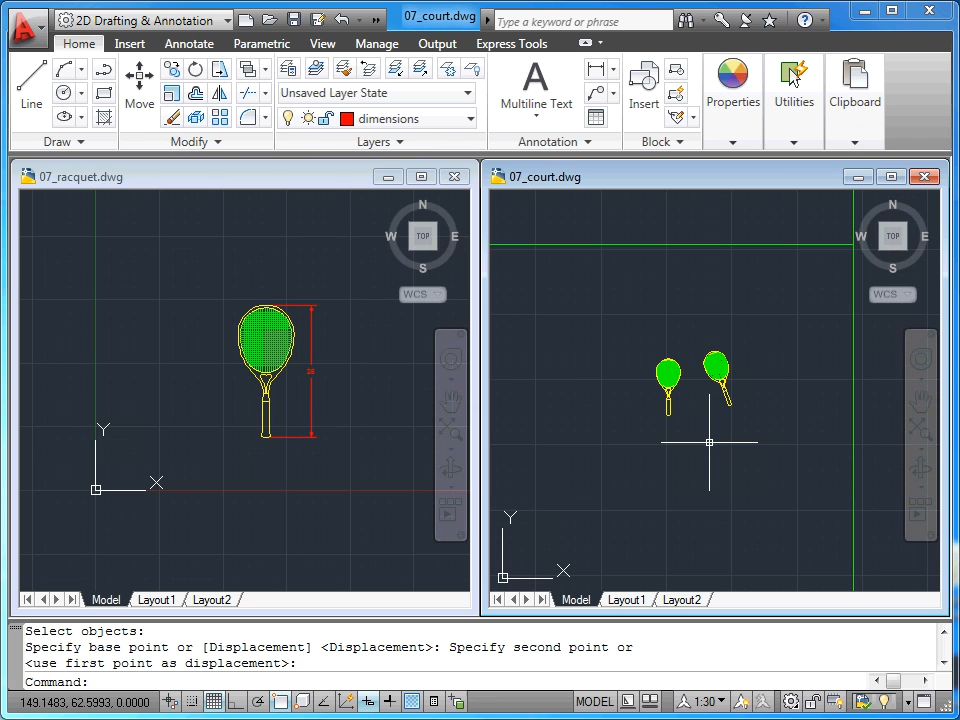 2D Drafting & Annotation
07_court.dwg
Type a keyword or phrase
Home Insert Annotate Parametric View Manage Output Express Tools
Line
Move
Unsaved Layer State
dimensions
Multiline Text
Insert
Properties
Utilities
Clipboard
Draw
Modify
Layers
Annotation
Block
07_racquet.dwg
N
W TOP E
S
WCS
26
Y
X
Model Layout1 Layout2
07_court.dwg
N
W TOP E
S
WCS
Y
X
Model Layout1 Layout2
Select objects:
Specify base point or [Displacement] <Displacement>: Specify second point or
<use first point as displacement>:
Command:
149.1483, 62.5993, 0.0000
MODEL
1:30